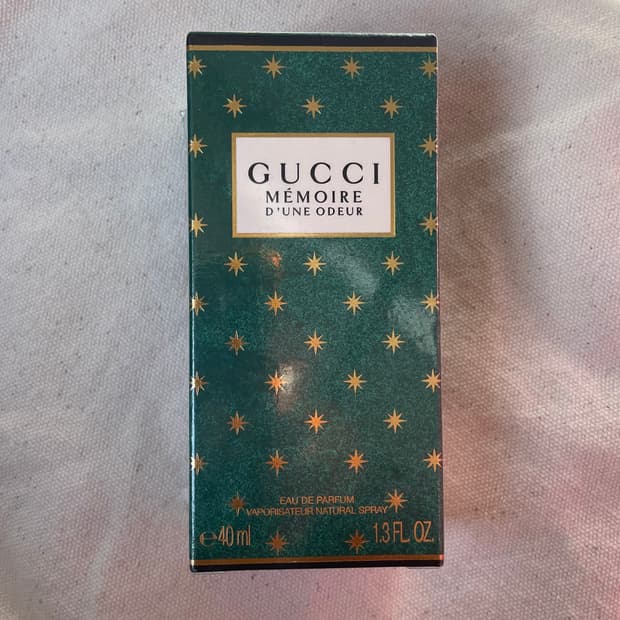 GUCCI
MÉMOIRE
D'UNE ODEUR
EAU DE PARFUM
VAPORISATEUR NATURAL SPRAY
℮40 ml 1.3 FL. OZ.